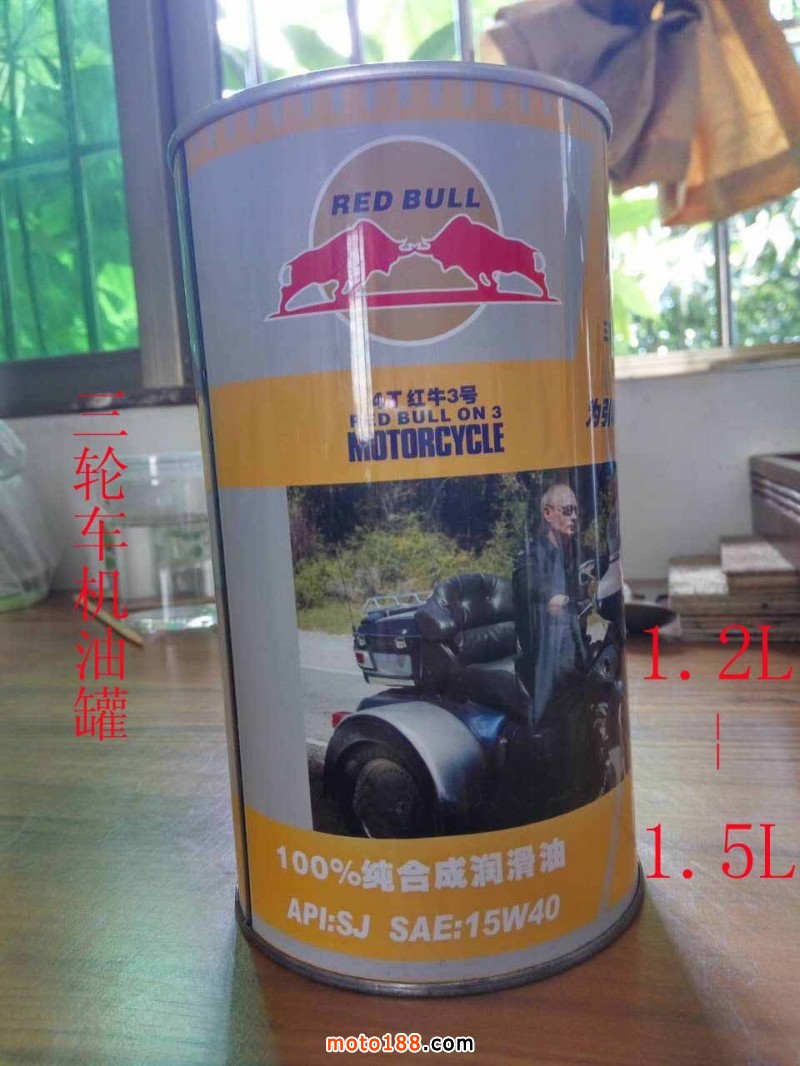 RED BULL
4T 红牛3号
RED BULL ON 3
MOTORCYCLE
三轮车机油罐
1.2L
1.5L
100%纯合成润滑油
API:SJ SAE:15W40
moto188.com